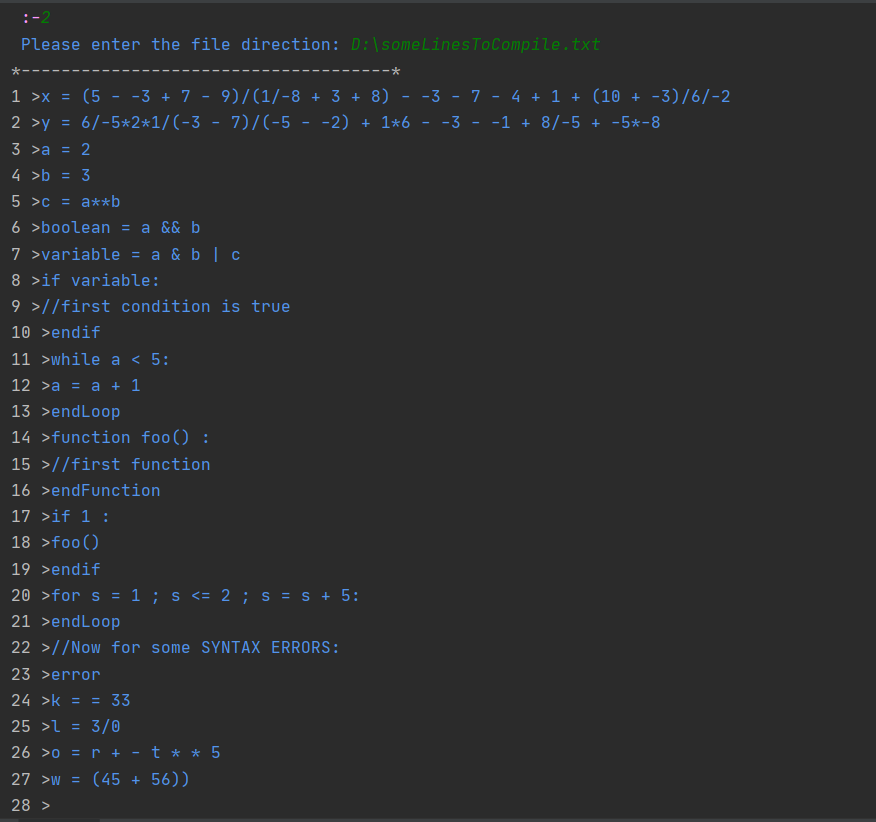 :-2
Please enter the file direction: D:\someLinesToCompile.txt
*-------------------------------------*
1 >x = (5 - -3 + 7 - 9)/(1/-8 + 3 + 8) - -3 - 7 - 4 + 1 + (10 + -3)/6/-2
2 >y = 6/-5*2*1/(-3 - 7)/(-5 - -2) + 1*6 - -3 - -1 + 8/-5 + -5*-8
3 >a = 2
4 >b = 3
5 >c = a**b
6 >boolean = a && b
7 >variable = a & b | c
8 >if variable:
9 >//first condition is true
10 >endif
11 >while a < 5:
12 >a = a + 1
13 >endLoop
14 >function foo() :
15 >//first function
16 >endFunction
17 >if 1 :
18 >foo()
19 >endif
20 >for s = 1 ; s <= 2 ; s = s + 5:
21 >endLoop
22 >//Now for some SYNTAX ERRORS:
23 >error
24 >k = = 33
25 >l = 3/0
26 >o = r + - t * * 5
27 >w = (45 + 56))
28 >